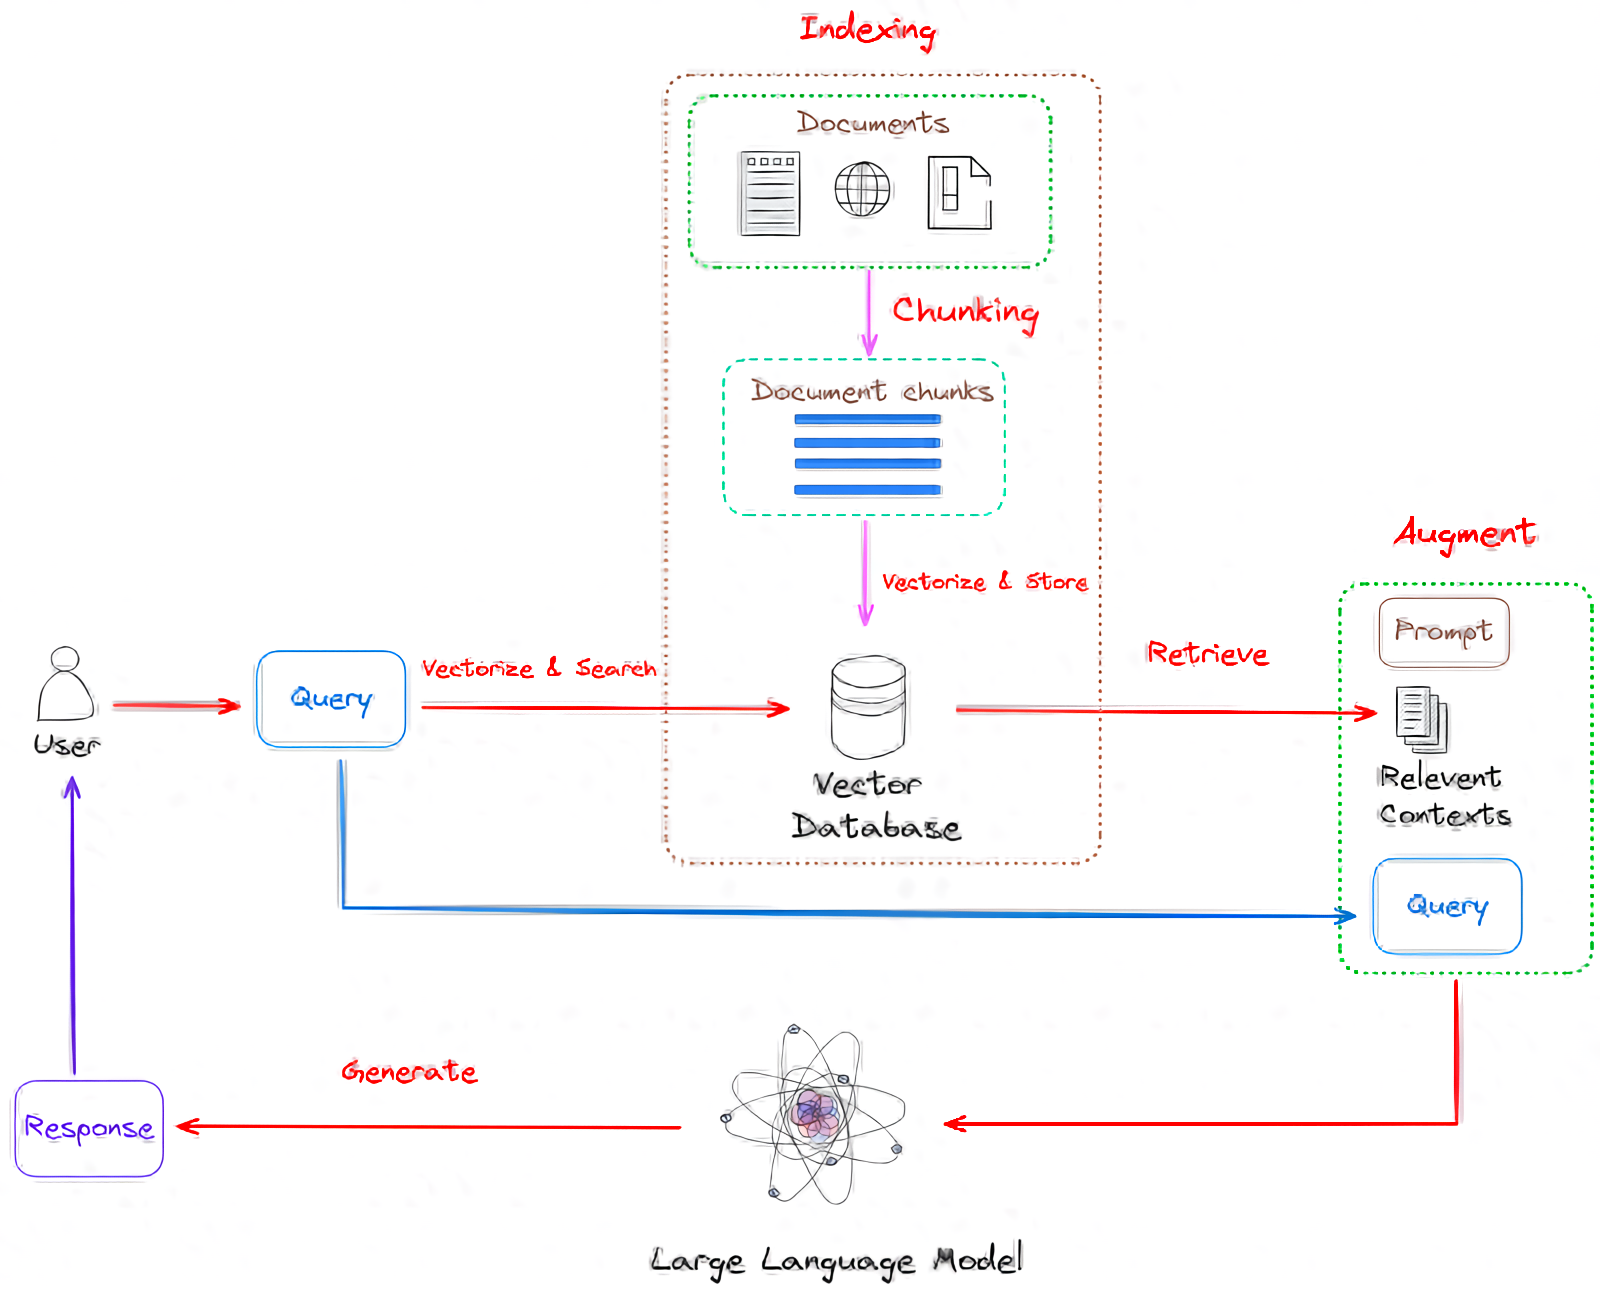 Indexing
Documents
Chunking
Document chunks
Vectorize & Store
Augment
Prompt
Retrieve
Vectorize & Search
Query
User
Vector
Database
Relevent
Contexts
Query
Generate
Response
Large Language Model